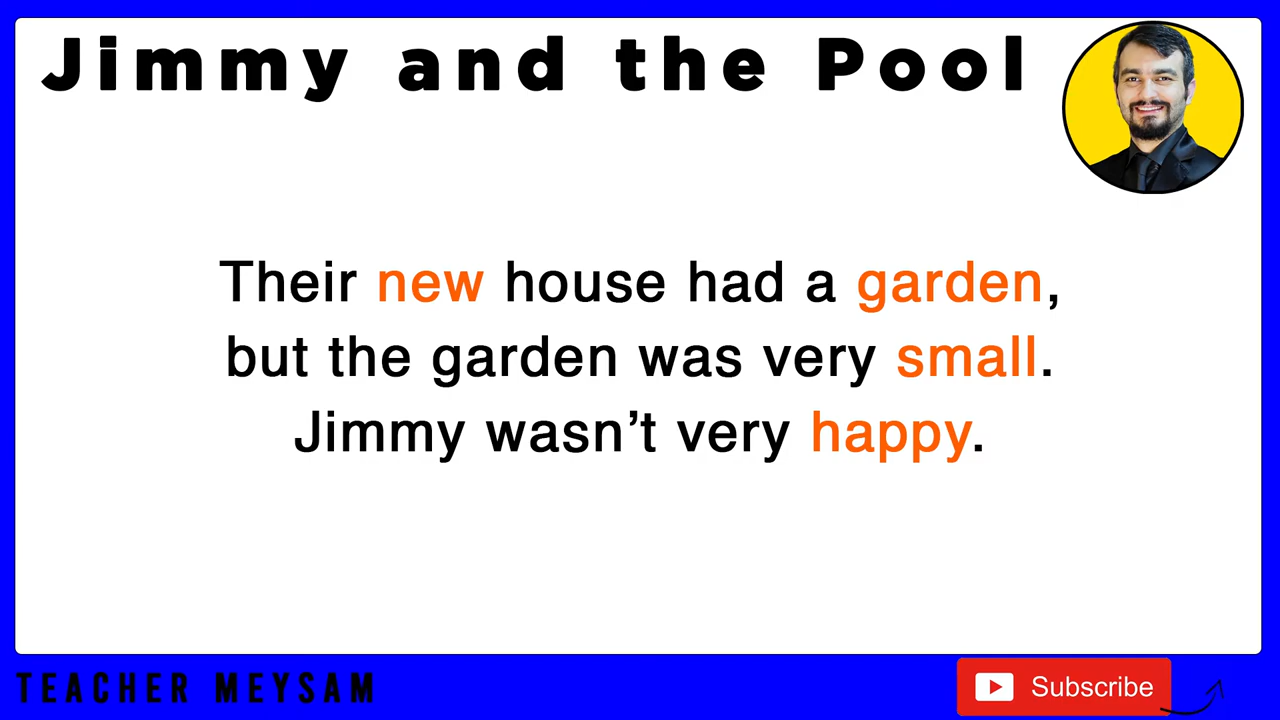 Jimmy and the Pool
Their new house had a garden,
but the garden was very small.
Jimmy wasn’t very happy.
TEACHER MEYSAM
Subscribe